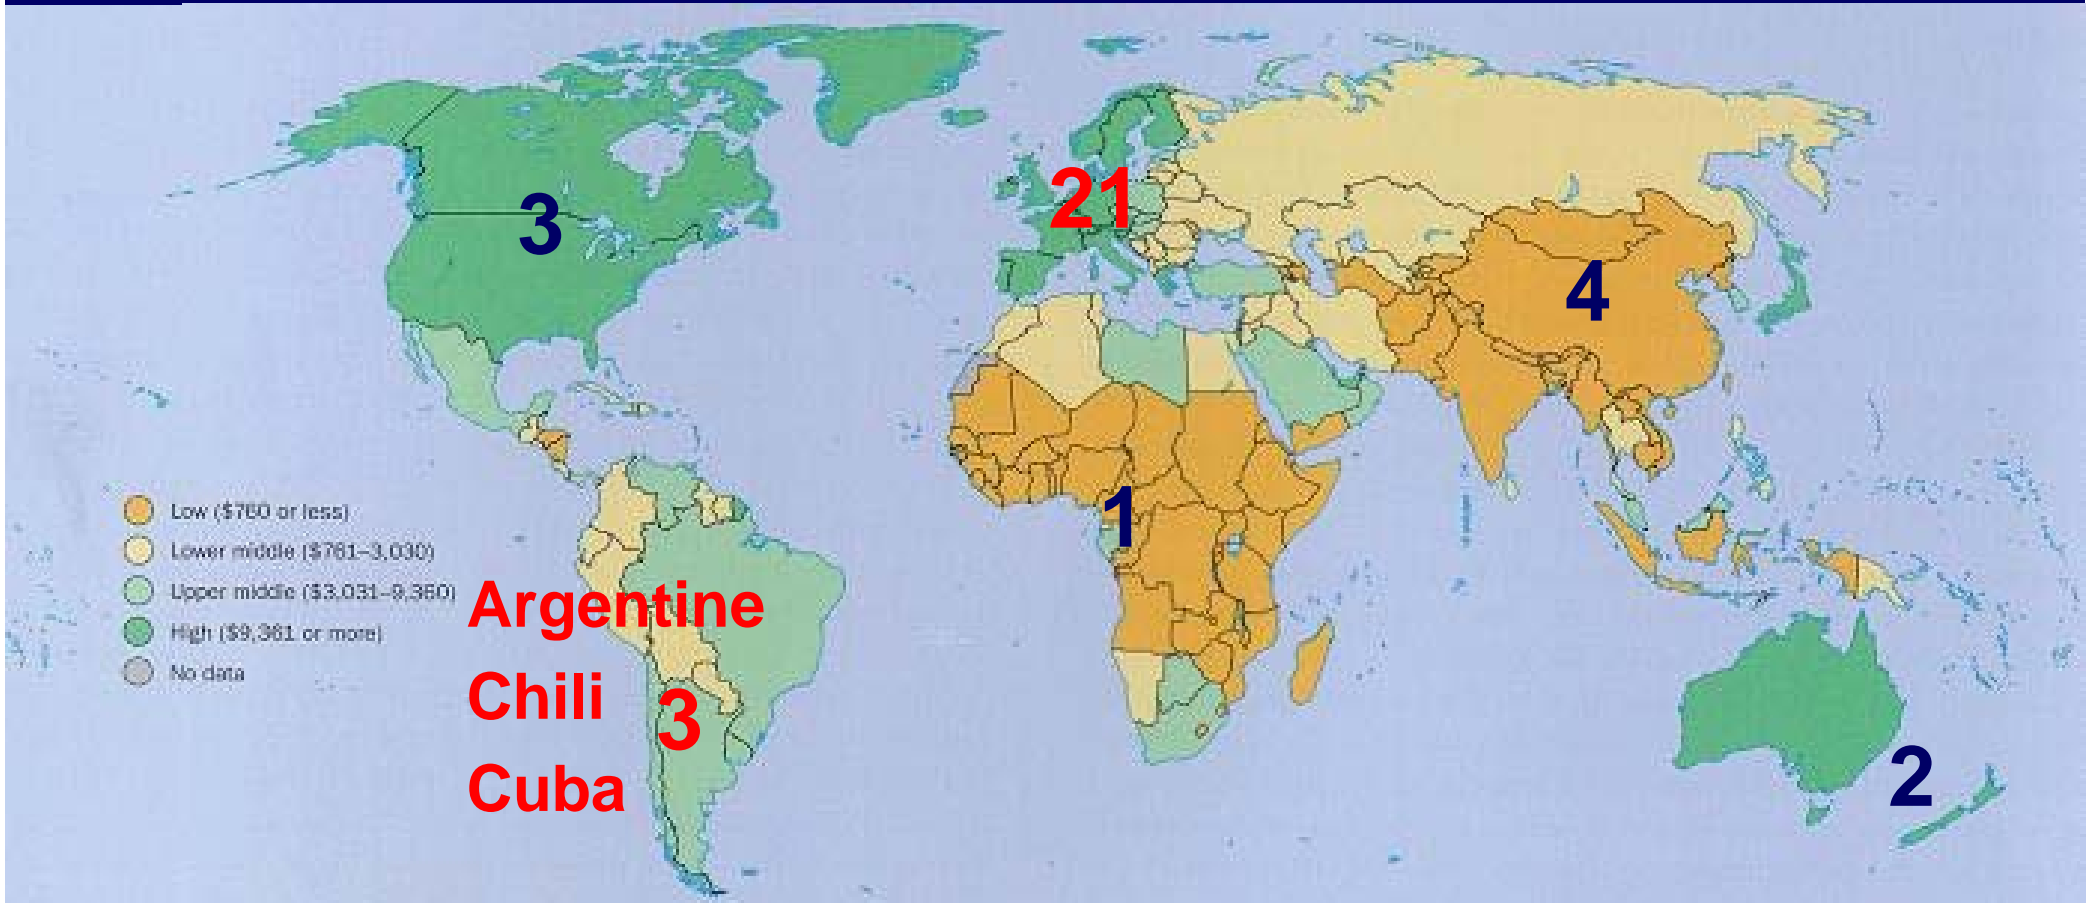 3
21
4
1
Low ($760 or less)
Lower middle ($761–3,030)
Upper middle ($3,031–9,360)
High ($9,361 or more)
No data
Argentine
Chili
Cuba
3
2